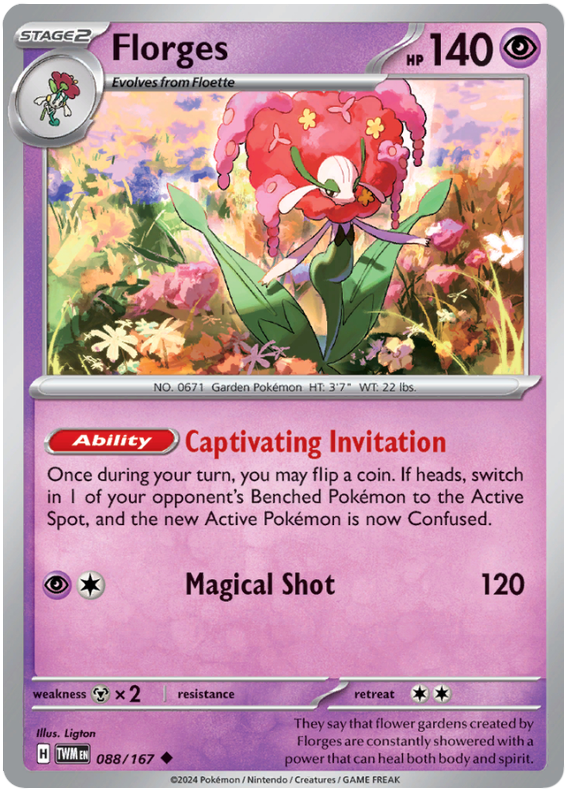 STAGE2
Florges
HP 140
Evolves from Floette
NO. 0671 Garden Pokémon HT: 3'7" WT: 22 lbs.
Ability Captivating Invitation
Once during your turn, you may flip a coin. If heads, switch
in 1 of your opponent's Benched Pokémon to the Active
Spot, and the new Active Pokémon is now Confused.
Magical Shot 120
weakness ×2 resistance retreat
Illus. Ligton
H TWM EN 088/167
They say that flower gardens created by
Florges are constantly showered with a
power that can heal both body and spirit.
©2024 Pokémon / Nintendo / Creatures / GAME FREAK